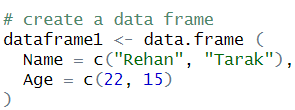 # create a data frame
dataframe1 <- data.frame (
  Name = c("Rehan", "Tarak"),
  Age = c(22, 15)
)